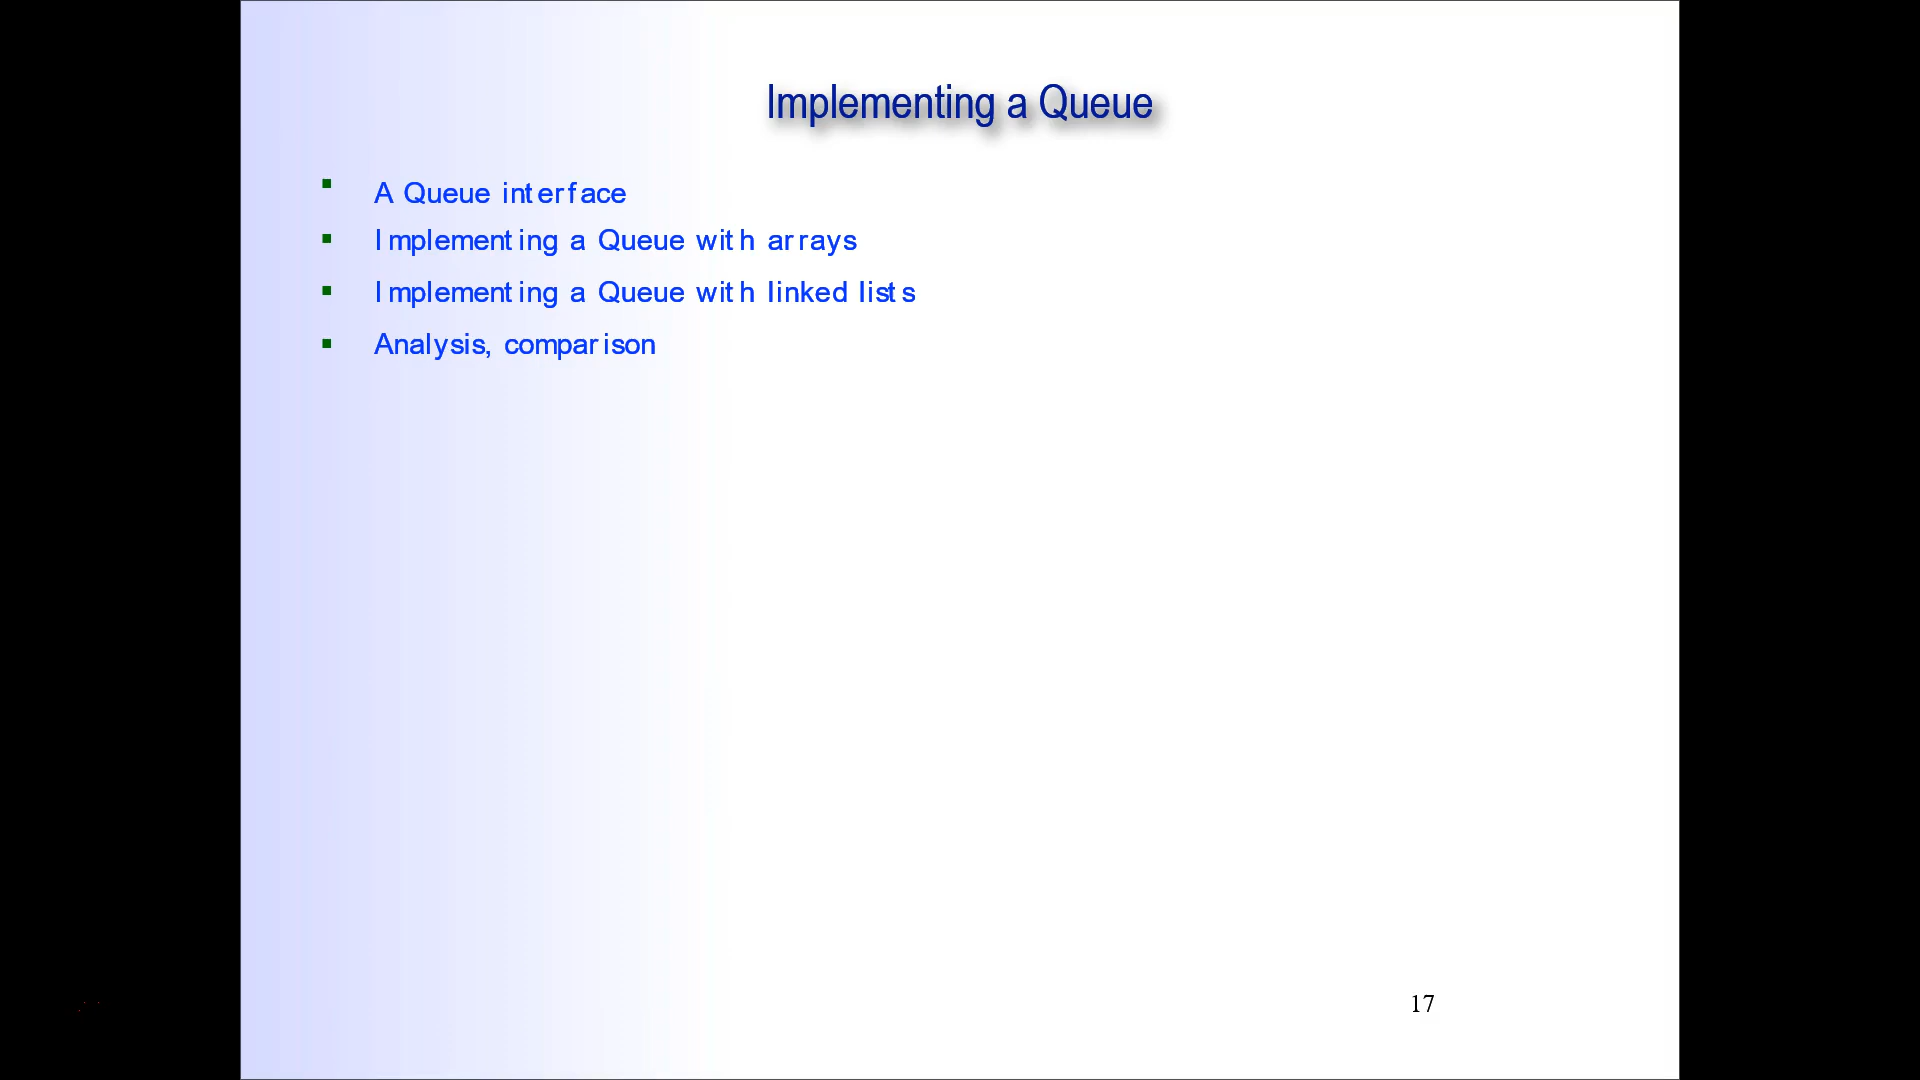 Implementing a Queue
A Queue interface
Implementing a Queue with arrays
Implementing a Queue with linked lists
Analysis, comparison
17